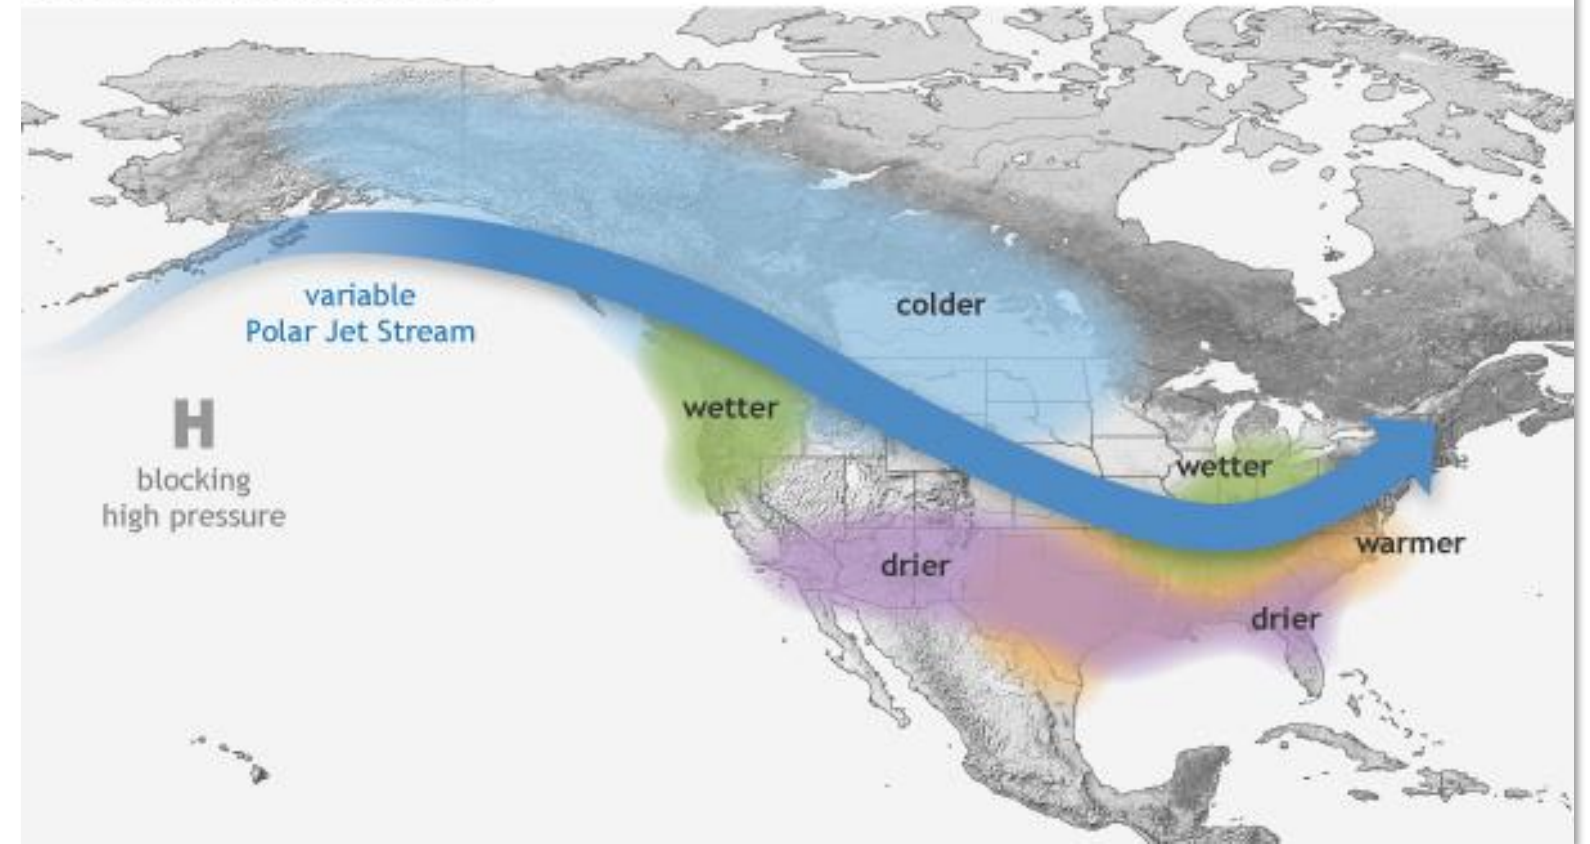 variable
Polar Jet Stream
colder
H
wetter
blocking
high pressure
wetter
warmer
drier
drier